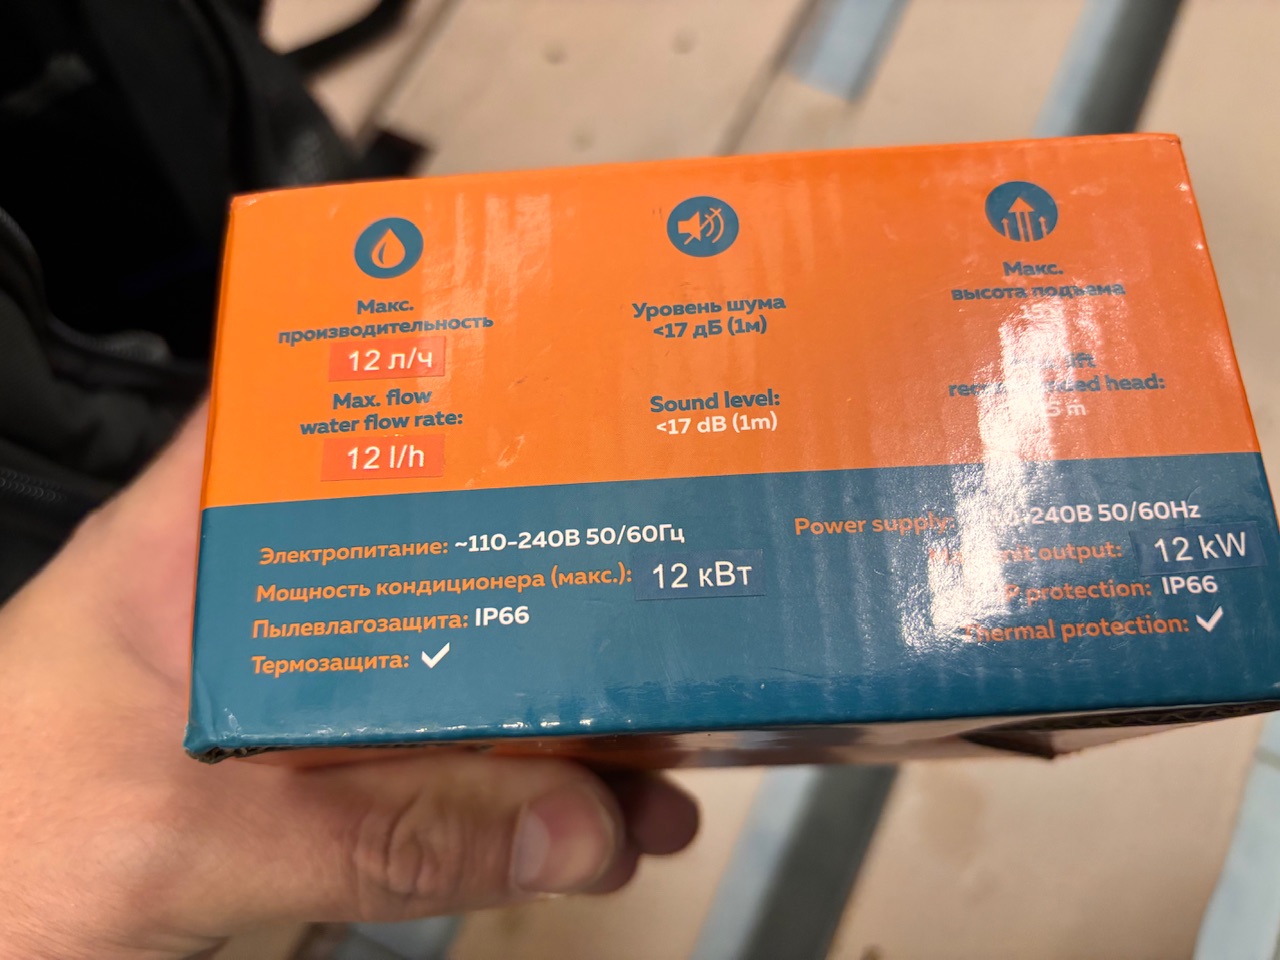 Макс.
производительность
12 л/ч
Max. flow
water flow rate:
12 l/h
Уровень шума
<17 дБ (1м)
Sound level:
<17 dB (1m)
Макс.
высота подъема
head:
m
Электропитание: ~110-240В 50/60Гц
Мощность кондиционера (макс.): 12 кВт
Пылевлагозащита: IP66
Термозащита: ✓
Power supply: 240В 50/60Hz
output: 12 kW
protection: IP66
Thermal protection: ✓